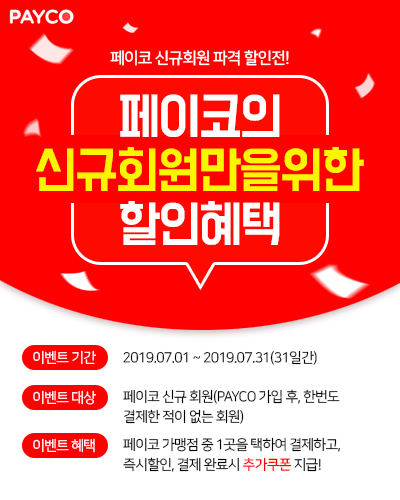 PAYCO
페이코 신규회원 파격 할인전!
페이코의
신규회원만을위한
할인혜택
이벤트 기간
2019.07.01 ~ 2019.07.31(31일간)
이벤트 대상
페이코 신규 회원(PAYCO 가입 후, 한번도
결제한 적이 없는 회원)
이벤트 혜택
페이코 가맹점 중 1곳을 택하여 결제하고,
즉시할인, 결제 완료시 추가쿠폰 지급!